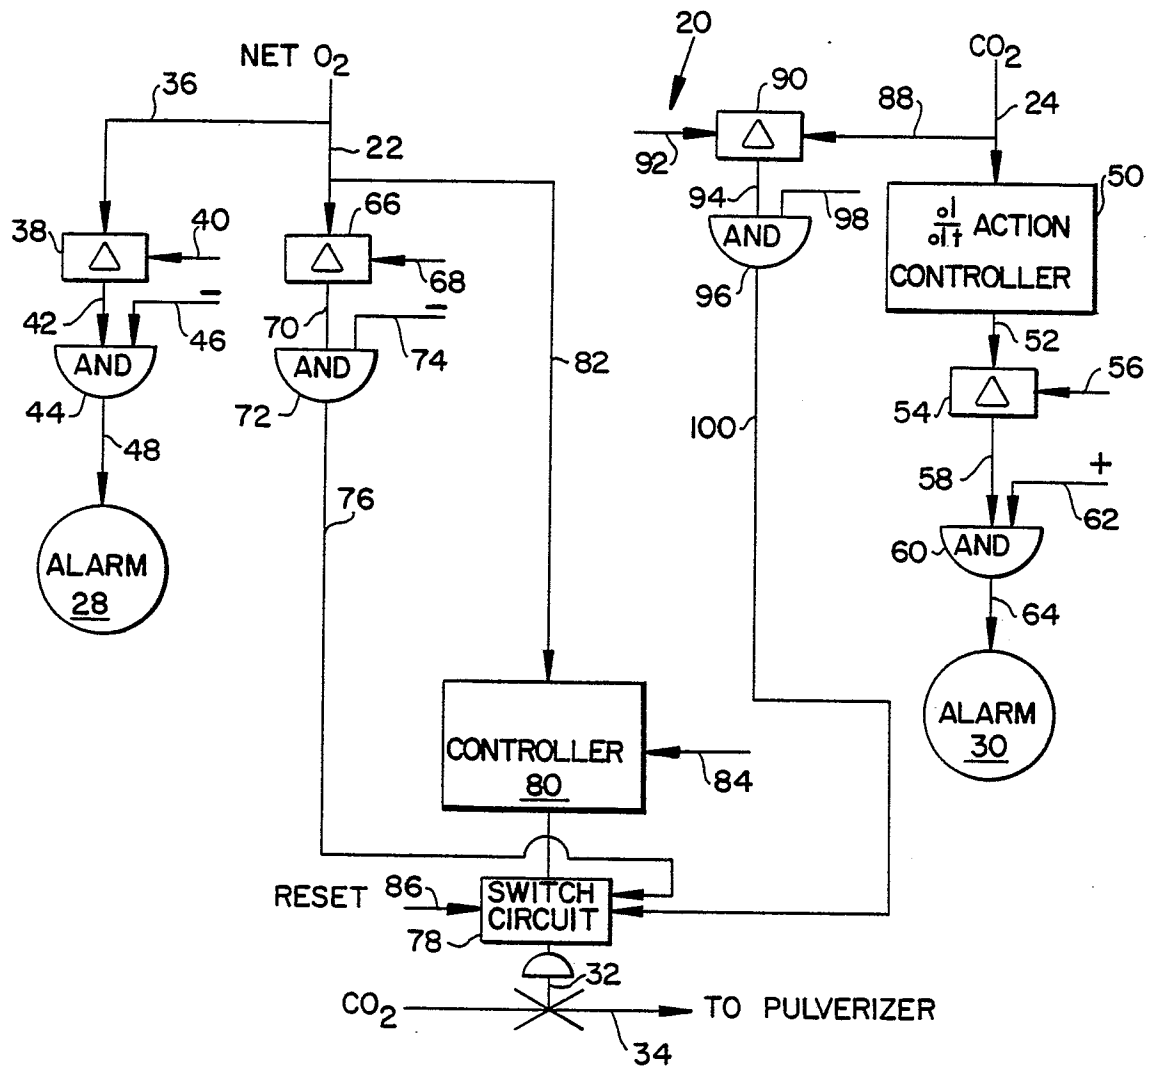 20
NET O2
CO2
36
90
88
24
22
92
50
94
98
66
38
40
AND
d/dt ACTION
CONTROLLER
68
96
42
46
70
74
52
AND
AND
82
56
44
72
54
100
48
58
+
76
62
60
AND
ALARM
28
64
ALARM
30
CONTROLLER
80
84
RESET
86
SWITCH
CIRCUIT
78
32
CO2
TO PULVERIZER
34